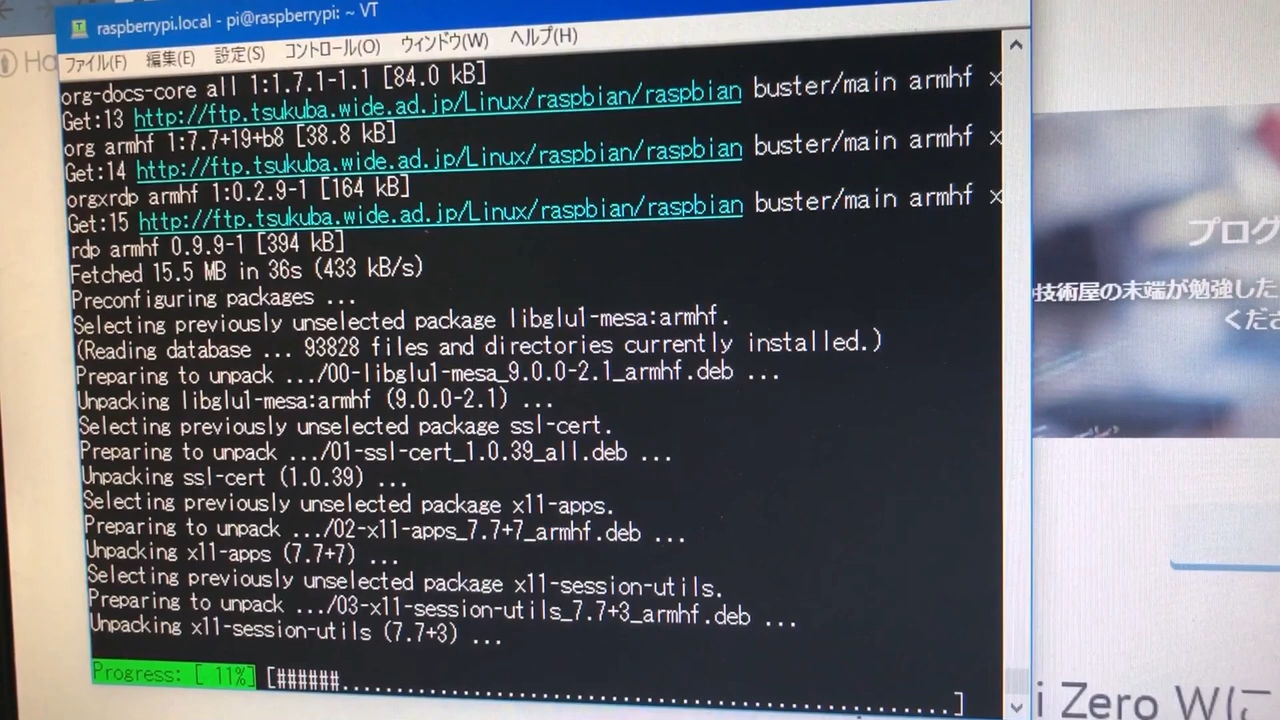 raspberrypi.local - pi@raspberrypi: ~ VT
ファイル(F) 編集(E) 設定(S) コントロール(O) ウィンドウ(W) ヘルプ(H)
org-docs-core all 1:1.7.1-1.1 [84.0 kB]
Get:13 http://ftp.tsukuba.wide.ad.jp/Linux/raspbian/raspbian buster/main armhf x
org armhf 1:7.7+19+b8 [38.8 kB]
Get:14 http://ftp.tsukuba.wide.ad.jp/Linux/raspbian/raspbian buster/main armhf x
orgxrdp armhf 1:0.2.9-1 [164 kB]
Get:15 http://ftp.tsukuba.wide.ad.jp/Linux/raspbian/raspbian buster/main armhf x
rdp armhf 0.9.9-1 [394 kB]
Fetched 15.5 MB in 36s (433 kB/s)
Preconfiguring packages ...
Selecting previously unselected package libglu1-mesa:armhf.
(Reading database ... 93828 files and directories currently installed.)
Preparing to unpack .../00-libglu1-mesa_9.0.0-2.1_armhf.deb ...
Unpacking libglu1-mesa:armhf (9.0.0-2.1) ...
Selecting previously unselected package ssl-cert.
Preparing to unpack .../01-ssl-cert_1.0.39_all.deb ...
Unpacking ssl-cert (1.0.39) ...
Selecting previously unselected package x11-apps.
Preparing to unpack .../02-x11-apps_7.7+7_armhf.deb ...
Unpacking x11-apps (7.7+7) ...
Selecting previously unselected package x11-session-utils.
Preparing to unpack .../03-x11-session-utils_7.7+3_armhf.deb ...
Unpacking x11-session-utils (7.7+3) ...
Progress: [ 11%] [######..................................................]
Ho
プログ
技術屋の末端が勉強した
くださ
i Zero Wに